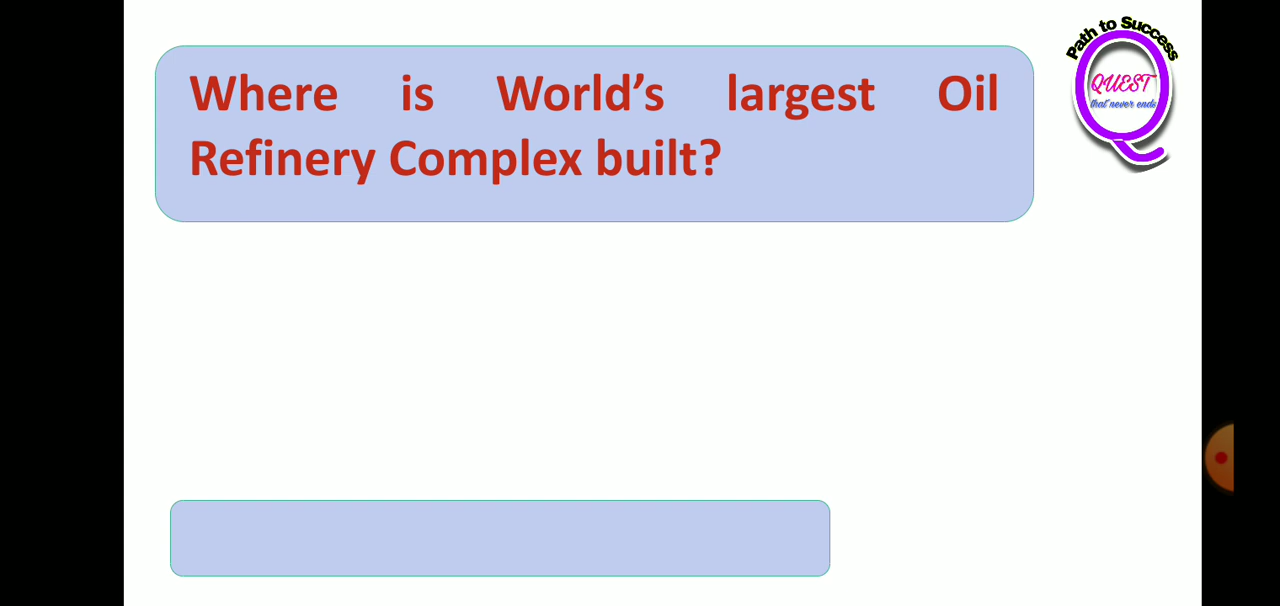 Path to Success
Where is World’s largest Oil
Refinery Complex built?
QUEST
that never ends